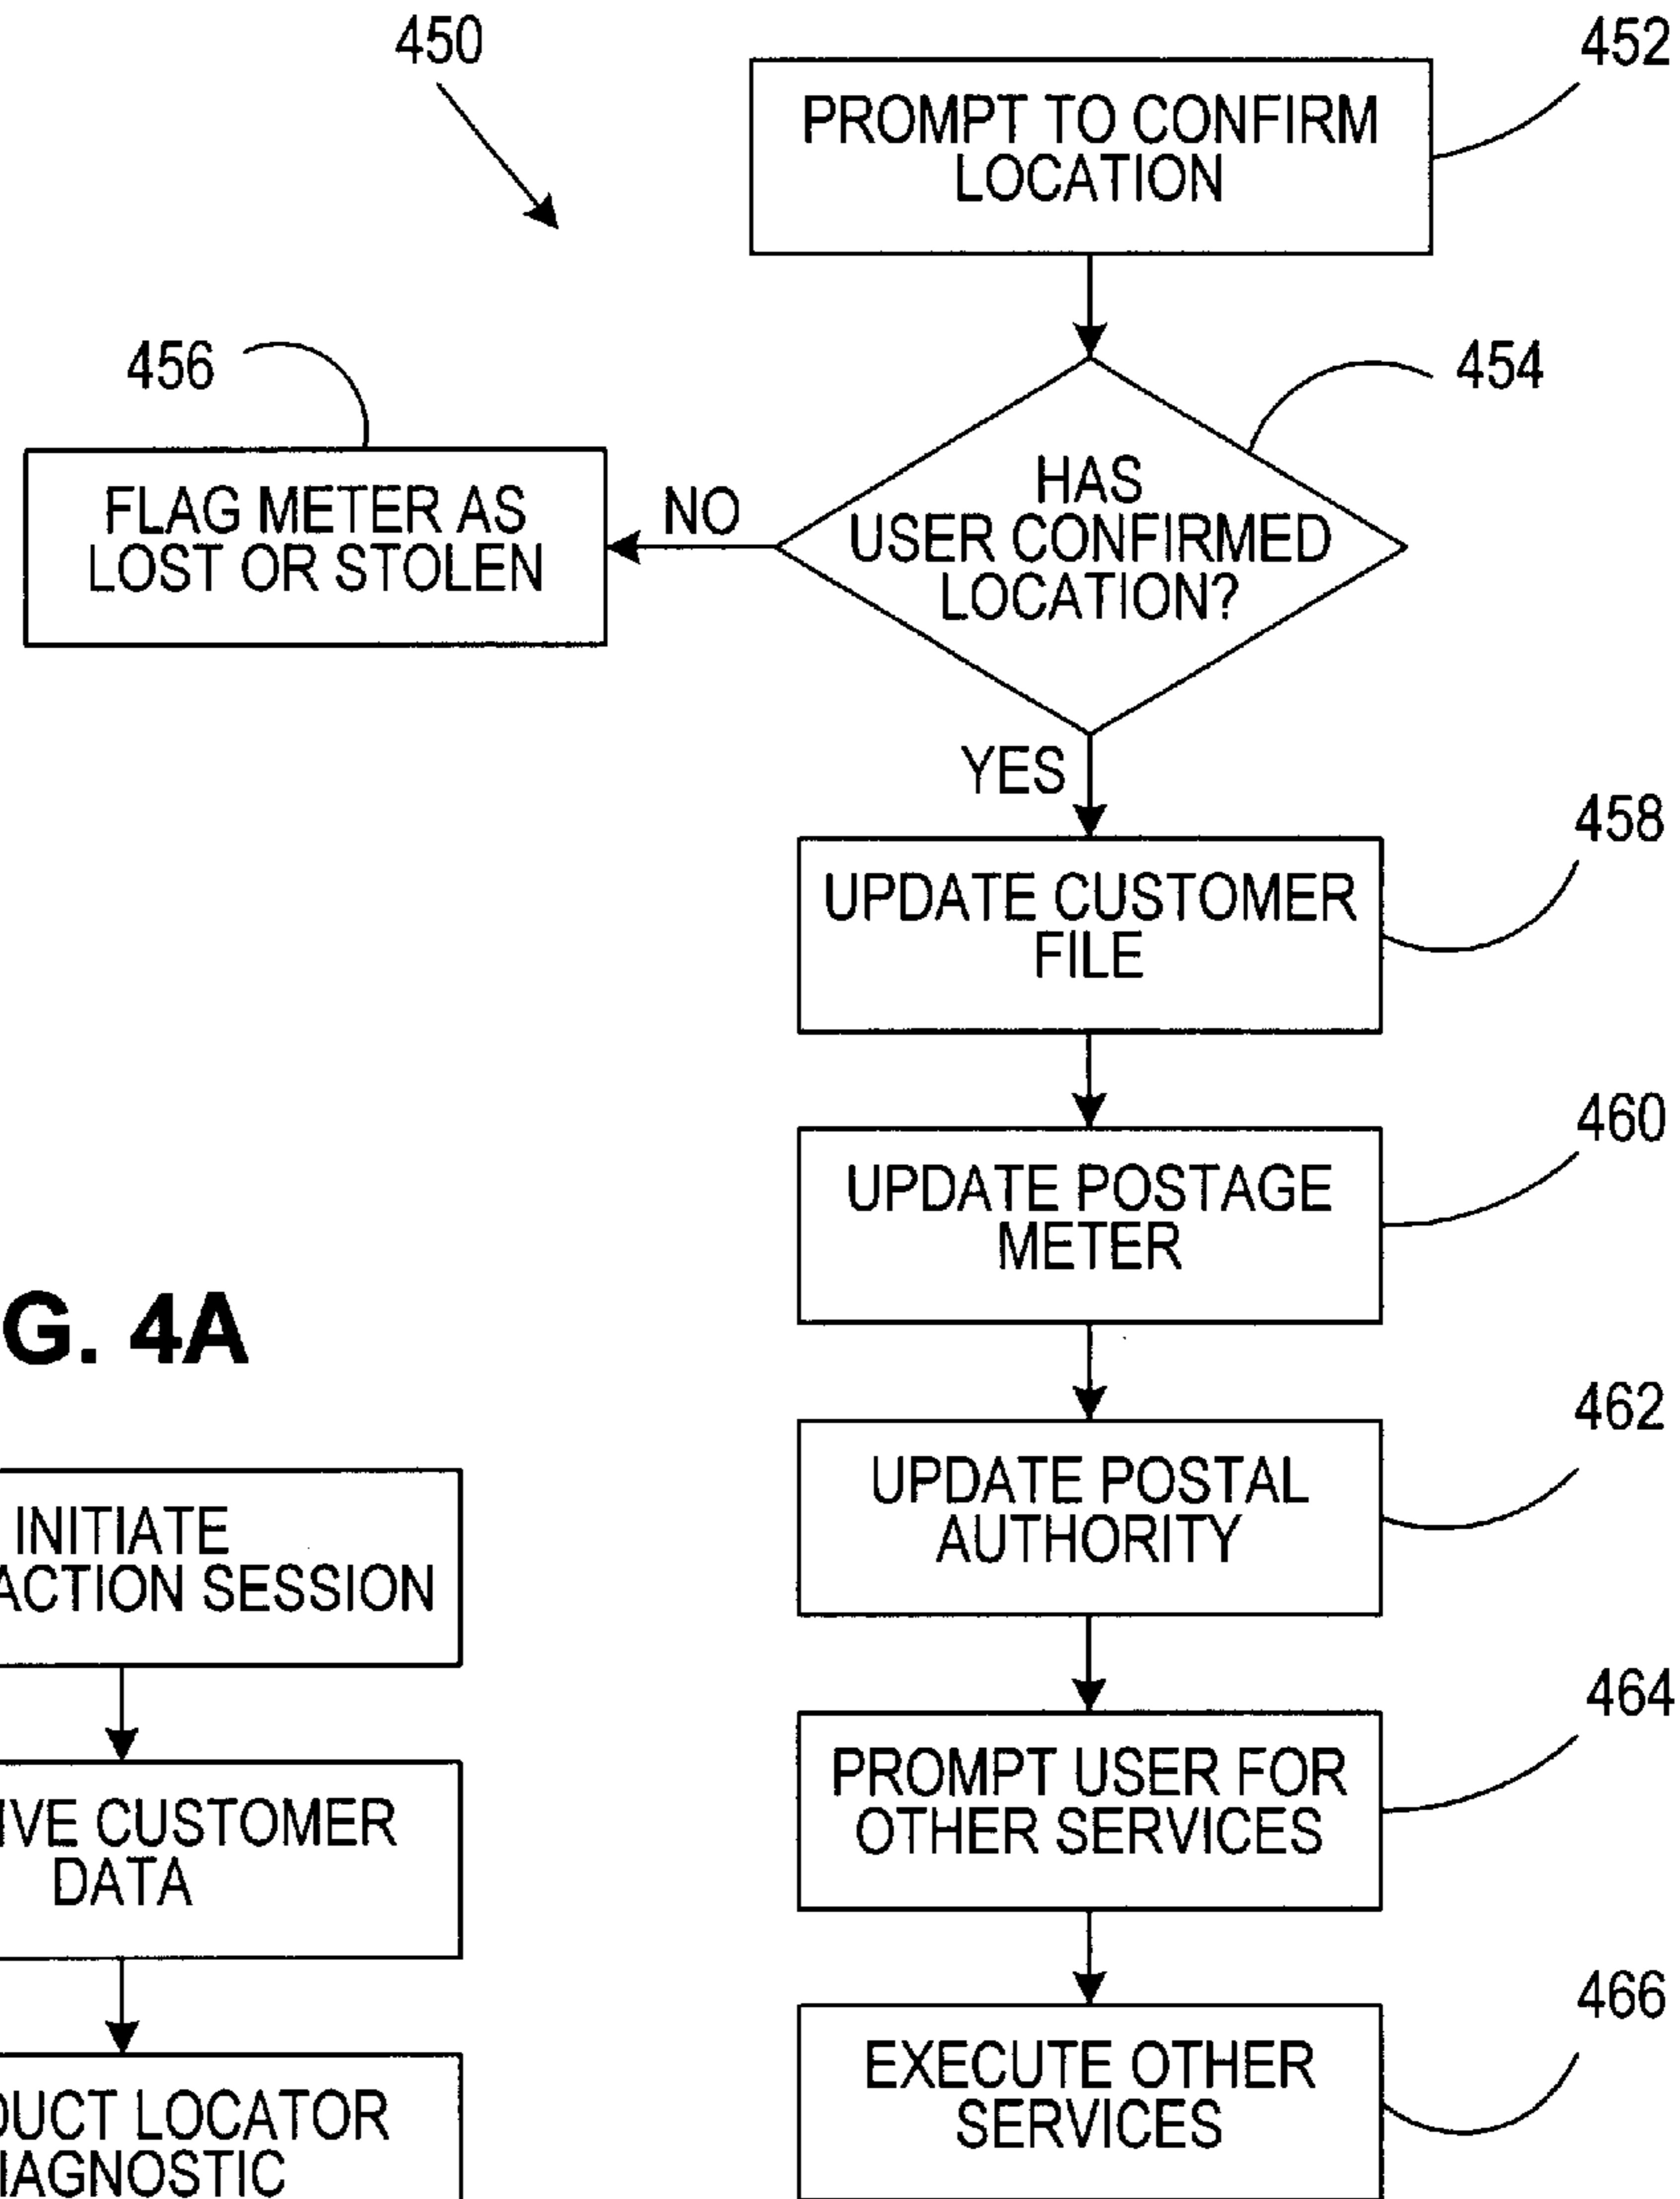 450
452
PROMPT TO CONFIRM
LOCATION
456
454
FLAG METER AS
LOST OR STOLEN
NO
HAS
USER CONFIRMED
LOCATION?
YES
458
UPDATE CUSTOMER
FILE
460
UPDATE POSTAGE
METER
462
UPDATE POSTAL
AUTHORITY
464
PROMPT USER FOR
OTHER SERVICES
466
EXECUTE OTHER
SERVICES
G. 4A
INITIATE
ACTION SESSION
IVE CUSTOMER
DATA
DUCT LOCATOR
IAGNOSTIC